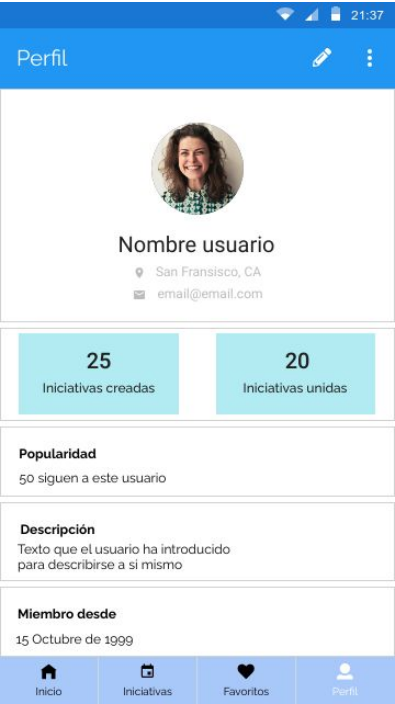 21:37
Perfil
Nombre usuario
San Fransisco, CA
email@email.com
25
Iniciativas creadas
20
Iniciativas unidas
Popularidad
50 siguen a este usuario
Descripción
Texto que el usuario ha introducido
para describirse a si mismo
Miembro desde
15 Octubre de 1999
Inicio
Iniciativas
Favoritos
Perfil